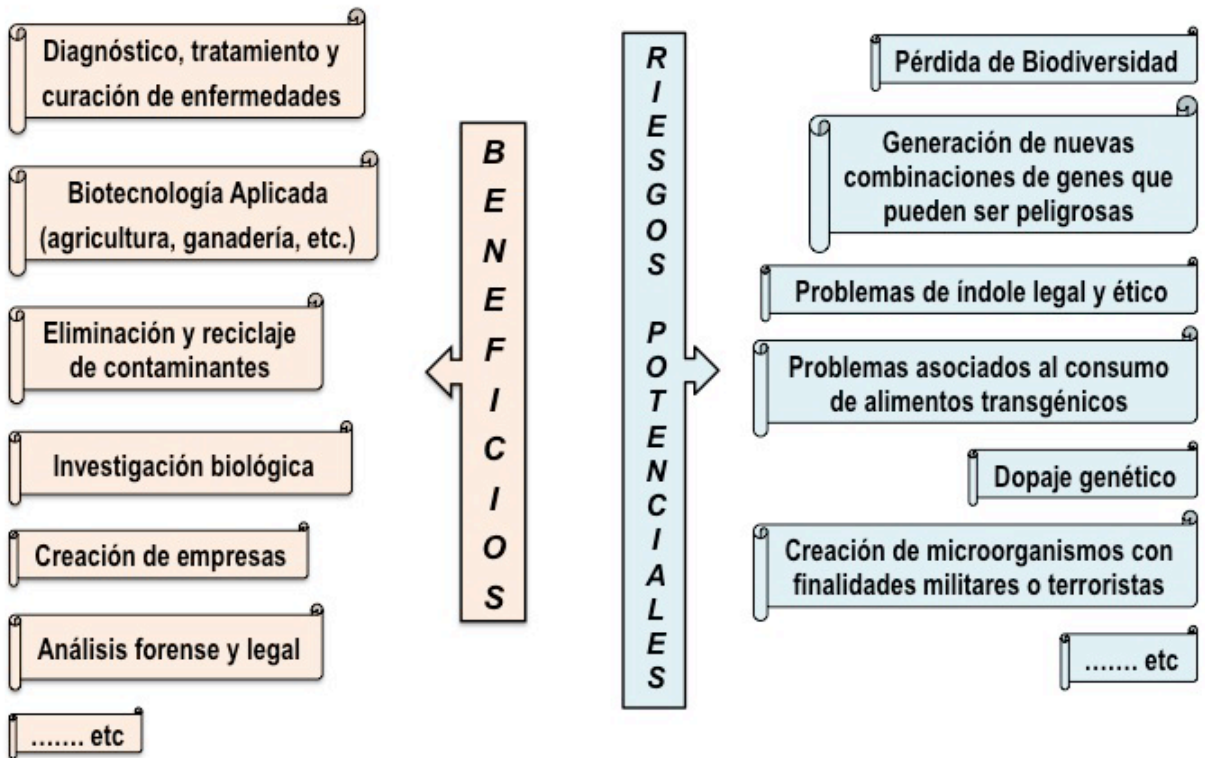 Diagnóstico, tratamiento y
curación de enfermedades
Biotecnología Aplicada
(agricultura, ganadería, etc.)
Eliminación y reciclaje
de contaminantes
Investigación biológica
Creación de empresas
Análisis forense y legal
....... etc
BENEFICIOS
RIESGOS POTENCIALES
Pérdida de Biodiversidad
Generación de nuevas
combinaciones de genes que
pueden ser peligrosas
Problemas de índole legal y ético
Problemas asociados al consumo
de alimentos transgénicos
Dopaje genético
Creación de microorganismos con
finalidades militares o terroristas
....... etc